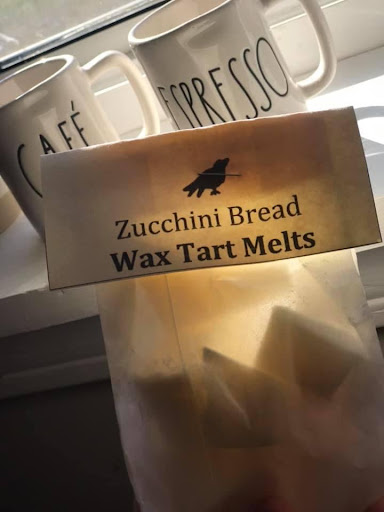 CAFÉ
ESPRESSO
Zucchini Bread
Wax Tart Melts